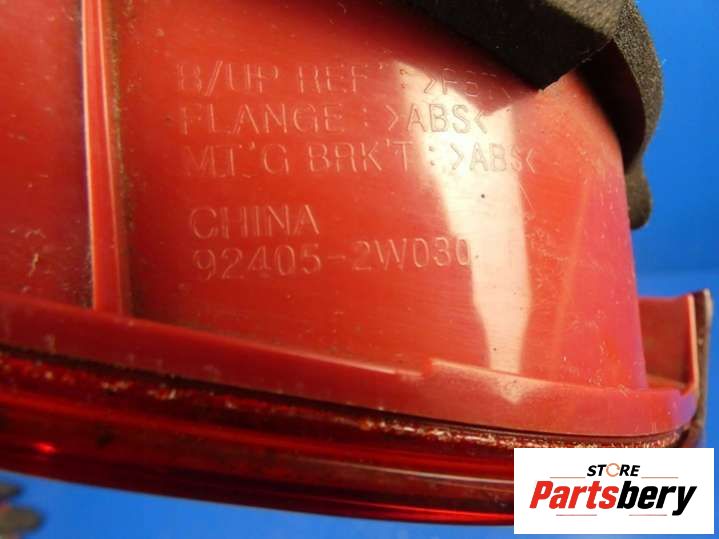 B/UP REF'
FLANGE : >ABS<
MT'G BRK'T : >ABS<
CHINA
92405-2W030
STORE
Partsbery